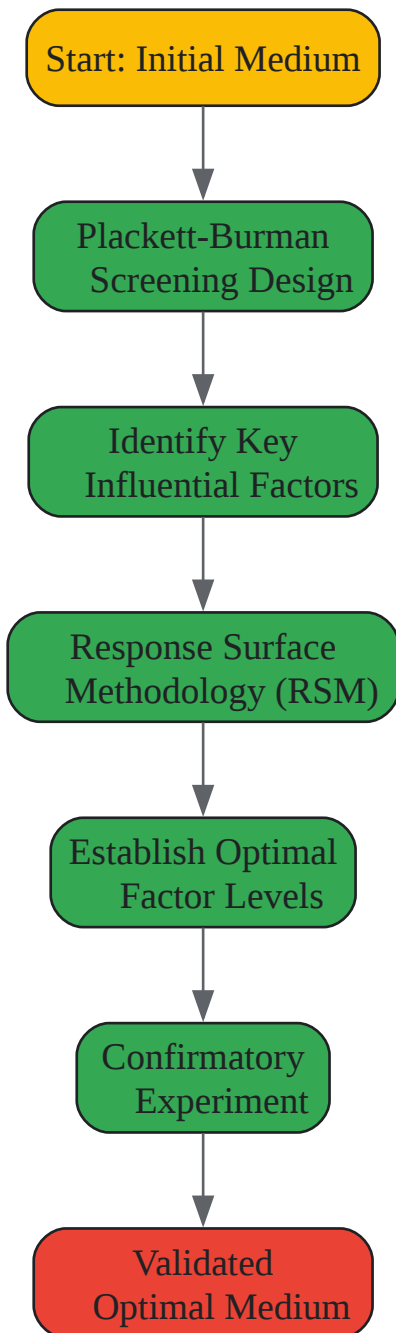 Start: Initial Medium
Plackett-Burman
Screening Design
Identify Key
Influential Factors
Response Surface
Methodology (RSM)
Establish Optimal
Factor Levels
Confirmatory
Experiment
Validated
Optimal Medium